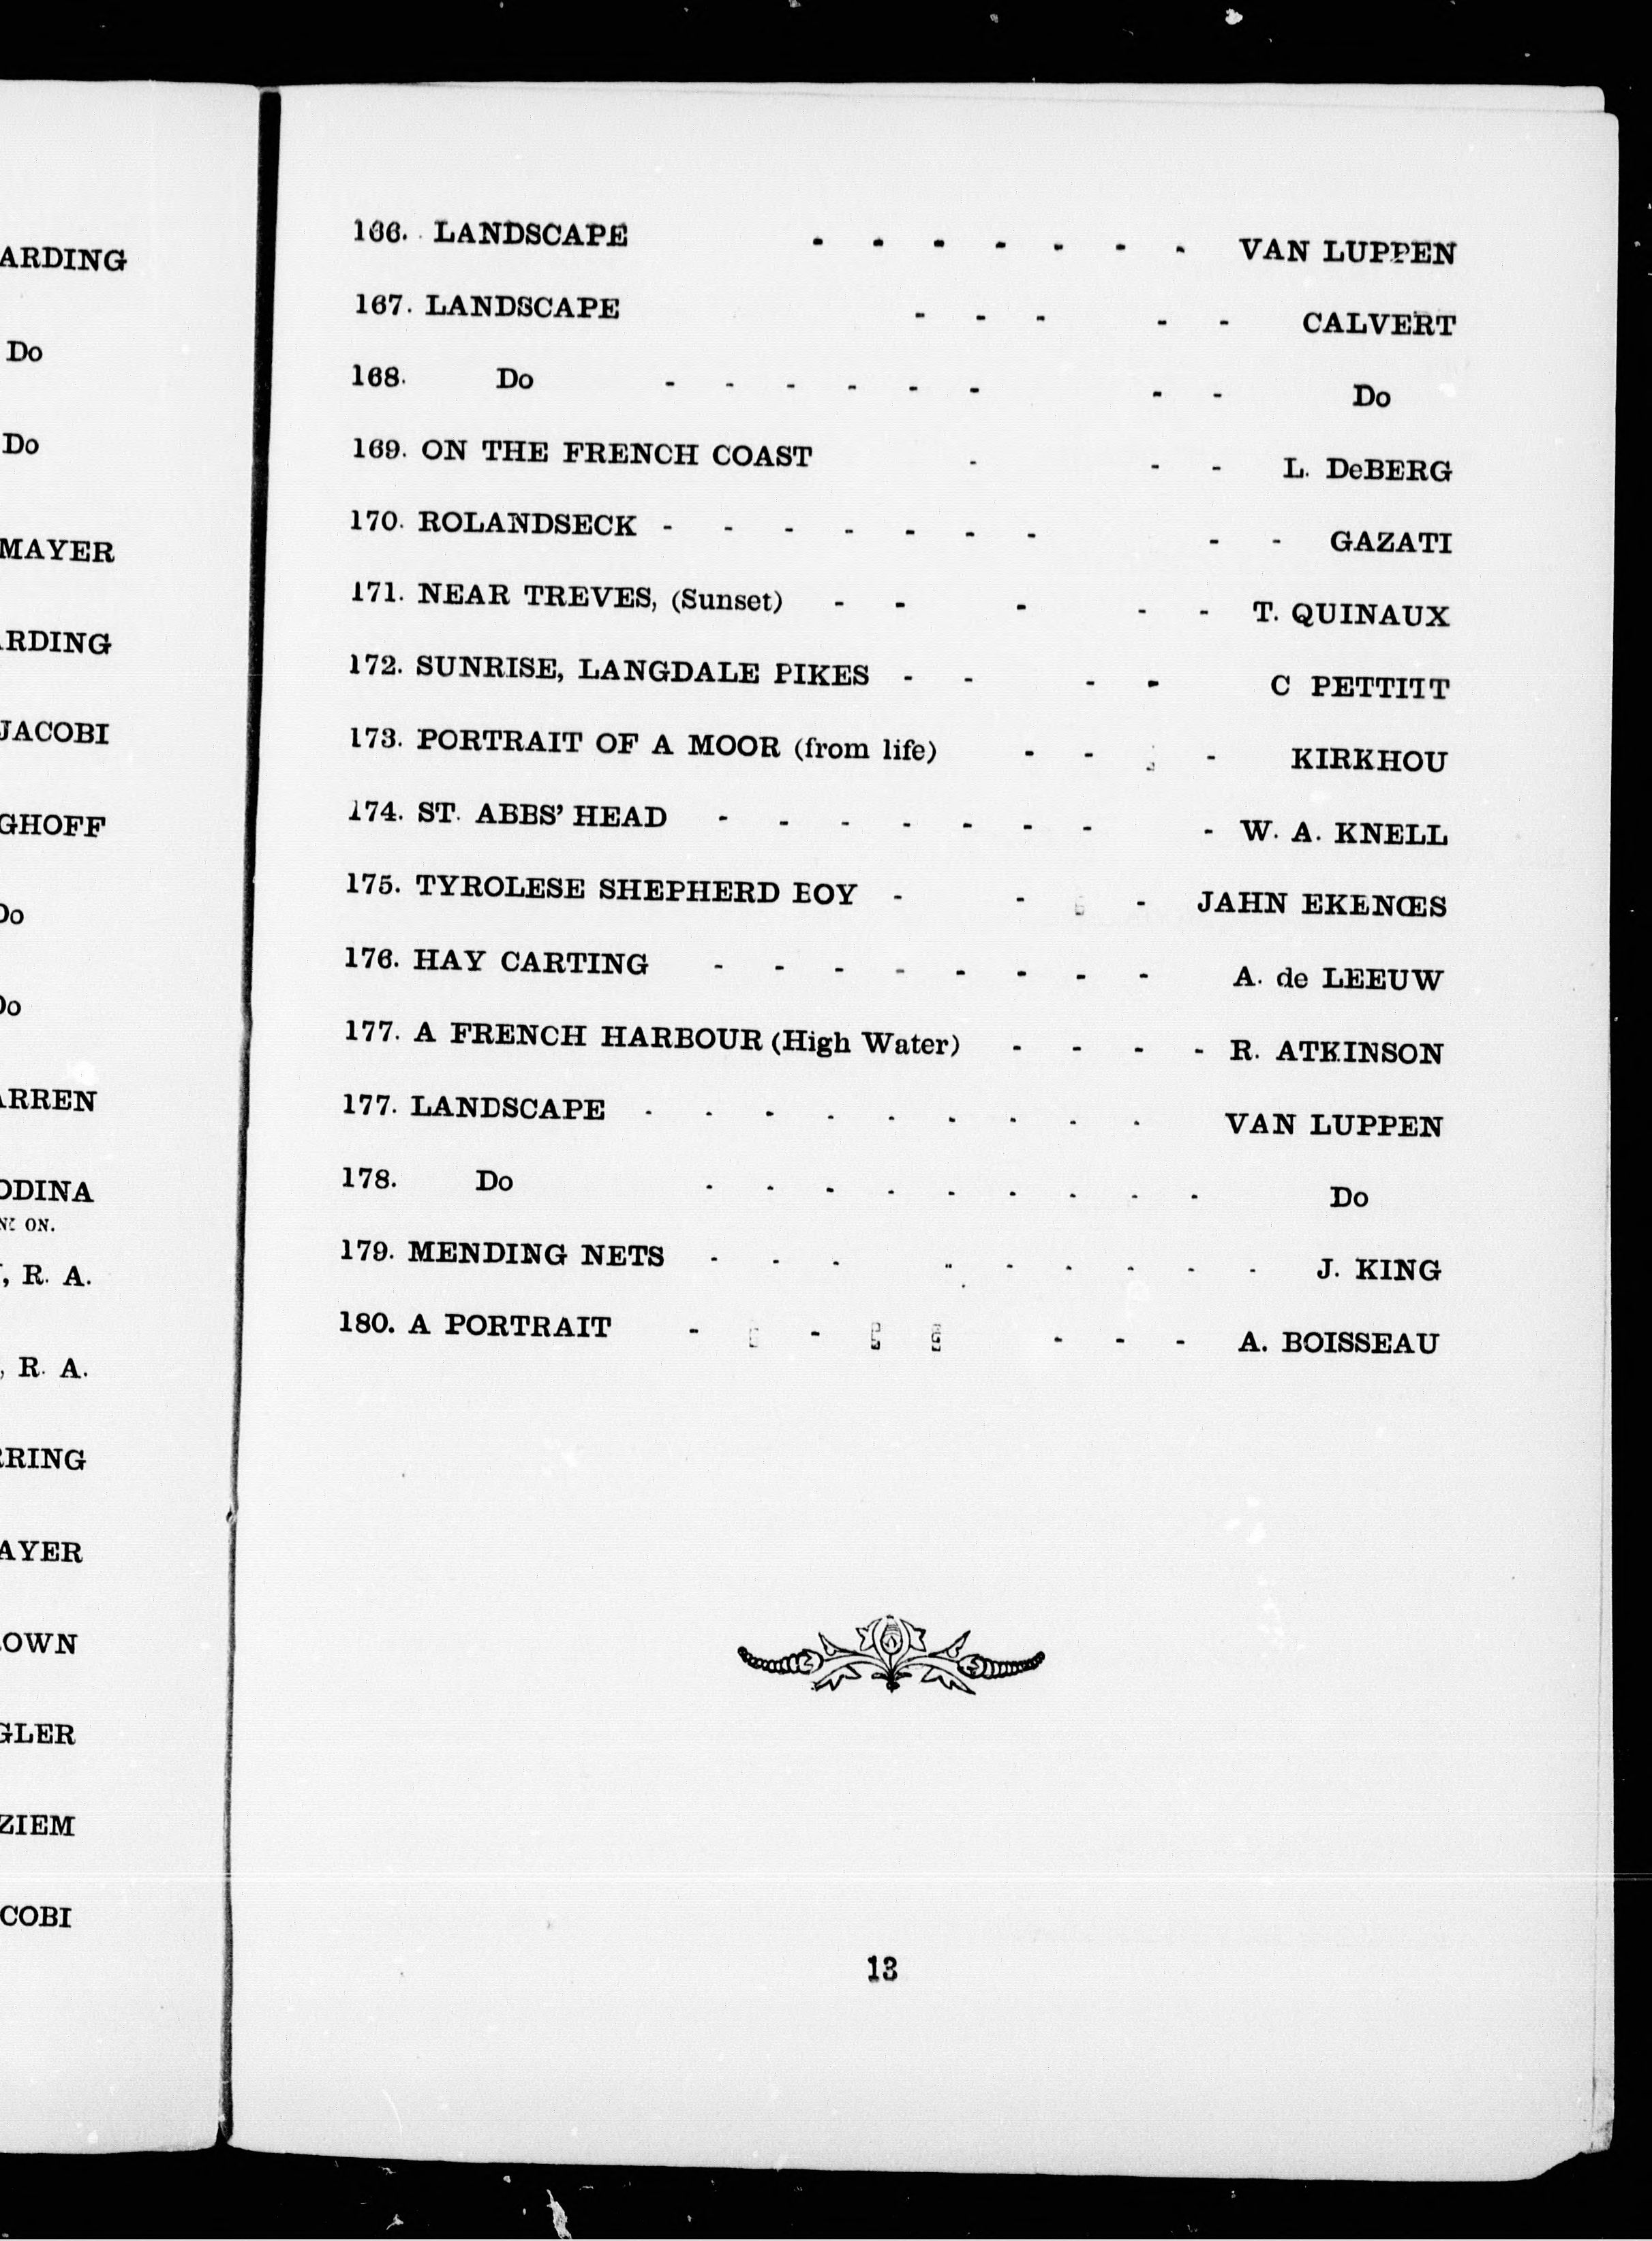 ARDING
Do
Do
MAYER
RDING
JACOBI
GHOFF
Do
Do
ARREN
ODINA
ON.
, R. A.
, R. A.
RRING
AYER
OWN
GLER
ZIEM
COBI
166. LANDSCAPE - - - - - - - VAN LUPPEN
167. LANDSCAPE - - - - - CALVERT
168. Do - - - - - - - - Do
169. ON THE FRENCH COAST - - - L. DeBERG
170. ROLANDSECK - - - - - - - - - GAZATI
171. NEAR TREVES, (Sunset) - - - - - T. QUINAUX
172. SUNRISE, LANGDALE PIKES - - - - C PETTITT
173. PORTRAIT OF A MOOR (from life) - - - - KIRKHOU
174. ST. ABBS' HEAD - - - - - - - - W. A. KNELL
175. TYROLESE SHEPHERD BOY - - - JAHN EKENŒS
176. HAY CARTING - - - - - - - - A. de LEEUW
177. A FRENCH HARBOUR (High Water) - - - - R. ATKINSON
177. LANDSCAPE - - - - - - - - - VAN LUPPEN
178. Do - - - - - - - - - Do
179. MENDING NETS - - - - - - - - - J. KING
180. A PORTRAIT - - - - - A. BOISSEAU
13